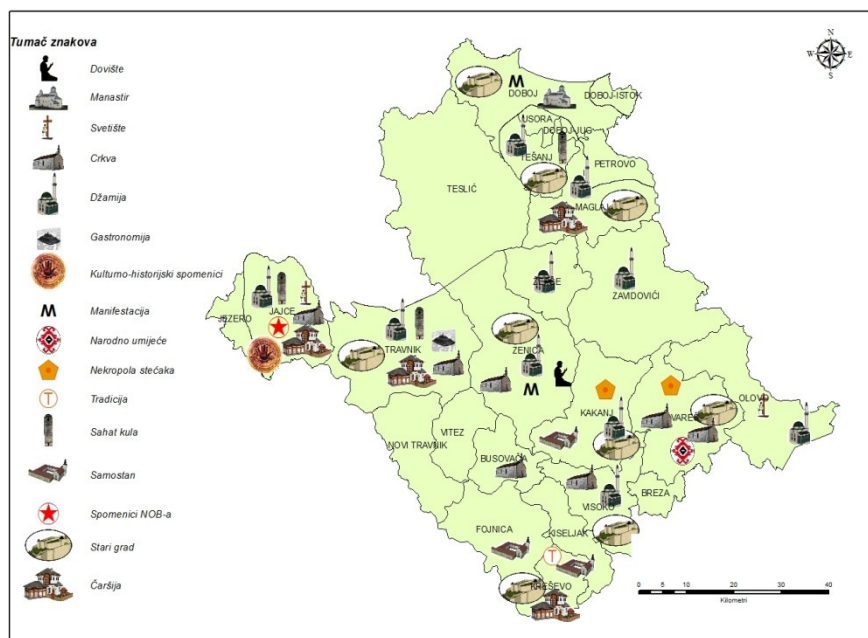 Tumač znakova
Dovište
Manastir
Svetište
Crkva
Džamija
Gastronomija
Kulturno-historijski spomenici
M
Manifestacija
Narodno umijeće
Nekropola stećaka
T
Tradicija
Sahat kula
Samostan
Spomenici NOB-a
Stari grad
Čaršija
N
W E
S
M
DOBOJ
DOBOJ-ISTOK
USORA
DOBOJ-JUG
TEŠANJ
PETROVO
TESLIĆ
MAGLAJ
ZAVIDOVIĆI
JEZERO
JAJCE
TRAVNIK
ZENICA
M
KAKANJ
VAREŠ
OLOVO
NOVI TRAVNIK
VITEZ
BUSOVAČA
VISOKO
BREZA
FOJNICA
KISELJAK
T
KREŠEVO
0 5 10 20 30 40
Kilometri